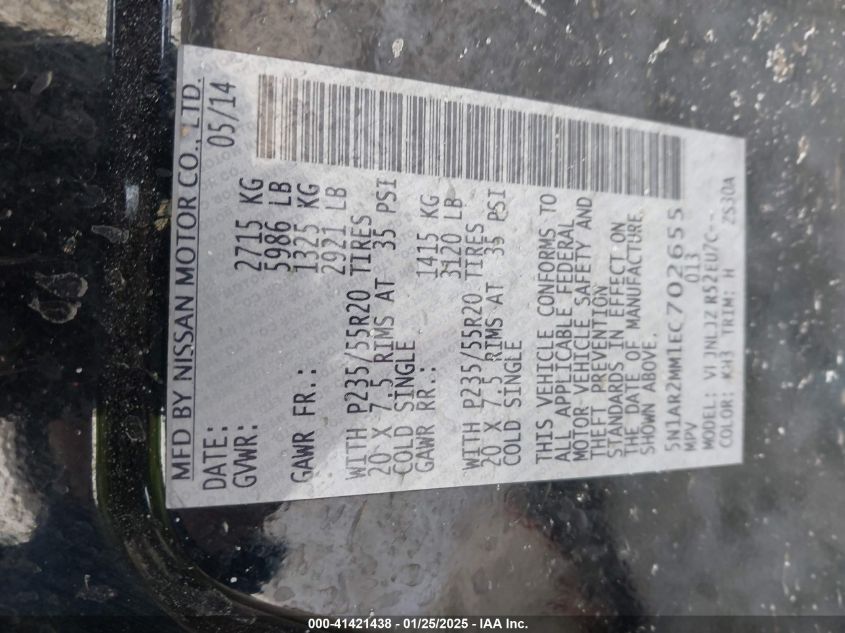 MFD BY NISSAN MOTOR CO., LTD.
DATE: 05/14
GVWR: 2715 KG
5986 LB
GAWR FR.: 1325 KG
2921 LB
WITH P235/55R20 TIRES
20 X 7.5 RIMS AT 35 PSI
COLD SINGLE
GAWR RR.: 1415 KG
3120 LB
WITH P235/55R20 TIRES
20 X 7.5 RIMS AT 35 PSI
COLD SINGLE
THIS VEHICLE CONFORMS TO
ALL APPLICABLE FEDERAL
MOTOR VEHICLE SAFETY AND
THEFT PREVENTION
STANDARDS IN EFFECT ON
THE DATE OF MANUFACTURE
SHOWN ABOVE.
5N1AR2MM1EC702655
MPV 013
MODEL: VIJNLJZ R52EU7C--
COLOR: KH3 TRIM: H 2S30A
000-41421438 - 01/25/2025 - IAA Inc.